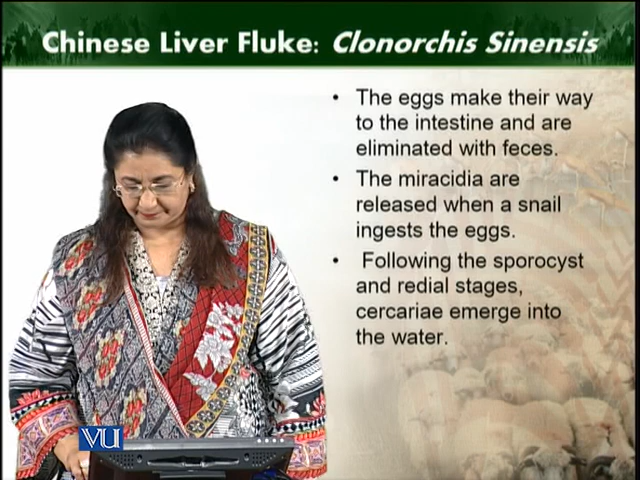 Chinese Liver Fluke: Clonorchis Sinensis
• The eggs make their way
to the intestine and are
eliminated with feces.
• The miracidia are
released when a snail
ingests the eggs.
• Following the sporocyst
and redial stages,
cercariae emerge into
the water.
VU